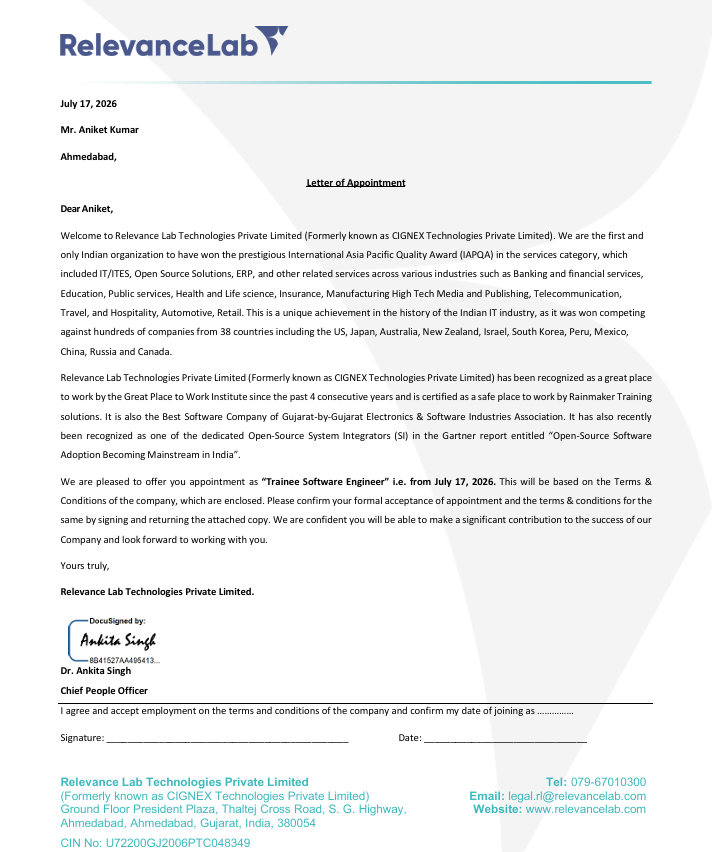 RelevanceLab
July 17, 2026
Mr. Aniket Kumar
Ahmedabad,
Letter of Appointment
Dear Aniket,
Welcome to Relevance Lab Technologies Private Limited (Formerly known as CIGNEX Technologies Private Limited). We are the first and
only Indian organization to have won the prestigious International Asia Pacific Quality Award (IAPQA) in the services category, which
included IT/ITES, Open Source Solutions, ERP, and other related services across various industries such as Banking and financial services,
Education, Public services, Health and Life science, Insurance, Manufacturing High Tech Media and Publishing, Telecommunication,
Travel, and Hospitality, Automotive, Retail. This is a unique achievement in the history of the Indian IT industry, as it was won competing
against hundreds of companies from 38 countries including the US, Japan, Australia, New Zealand, Israel, South Korea, Peru, Mexico,
China, Russia and Canada.
Relevance Lab Technologies Private Limited (Formerly known as CIGNEX Technologies Private Limited) has been recognized as a great place
to work by the Great Place to Work Institute since the past 4 consecutive years and is certified as a safe place to work by Rainmaker Training
solutions. It is also the Best Software Company of Gujarat-by-Gujarat Electronics & Software Industries Association. It has also recently
been recognized as one of the dedicated Open-Source System Integrators (SI) in the Gartner report entitled “Open-Source Software
Adoption Becoming Mainstream in India”.
We are pleased to offer you appointment as “Trainee Software Engineer” i.e. from July 17, 2026. This will be based on the Terms &
Conditions of the company, which are enclosed. Please confirm your formal acceptance of appointment and the terms & conditions for the
same by signing and returning the attached copy. We are confident you will be able to make a significant contribution to the success of our
Company and look forward to working with you.
Yours truly,
Relevance Lab Technologies Private Limited.
DocuSigned by:
Ankita Singh
8B41527AA495413...
Dr. Ankita Singh
Chief People Officer
I agree and accept employment on the terms and conditions of the company and confirm my date of joining as ……………
Signature: ______________________________________________ Date: _______________________________
Relevance Lab Technologies Private Limited Tel: 079-67010300
(Formerly known as CIGNEX Technologies Private Limited) Email: legal.rl@relevancelab.com
Ground Floor President Plaza, Thaltej Cross Road, S. G. Highway, Website: www.relevancelab.com
Ahmedabad, Ahmedabad, Gujarat, India, 380054
CIN No: U72200GJ2006PTC048349